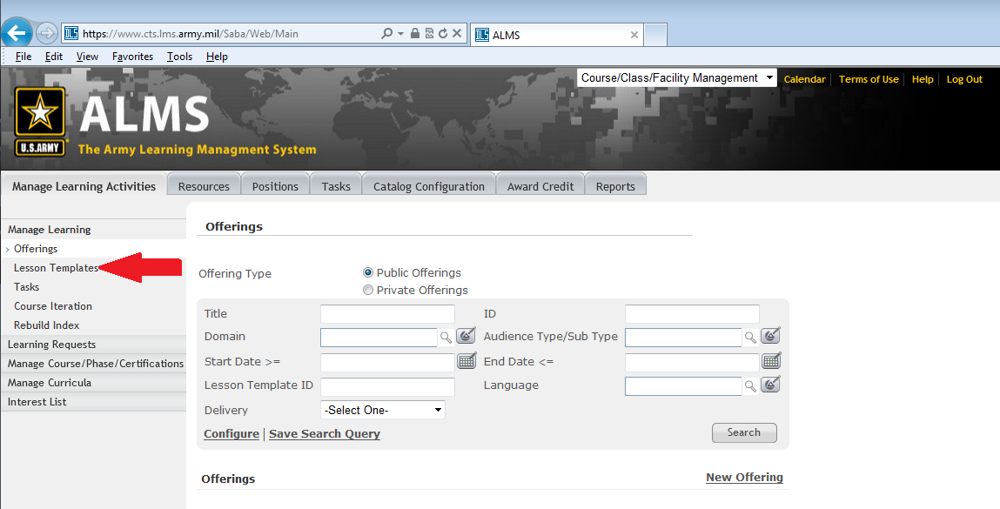 https://www.cts.lms.army.mil/Saba/Web/Main
ALMS
File Edit View Favorites Tools Help
Course/Class/Facility Management
Calendar Terms of Use Help Log Out
ALMS
U.S.ARMY
The Army Learning Managment System
Manage Learning Activities Resources Positions Tasks Catalog Configuration Award Credit Reports
Manage Learning
Offerings
Lesson Templates
Tasks
Course Iteration
Rebuild Index
Learning Requests
Manage Course/Phase/Certifications
Manage Curricula
Interest List
Offerings
Offering Type
Public Offerings
Private Offerings
Title ID
Domain Audience Type/Sub Type
Start Date >= End Date <=
Lesson Template ID Language
Delivery -Select One-
Configure | Save Search Query Search
Offerings New Offering